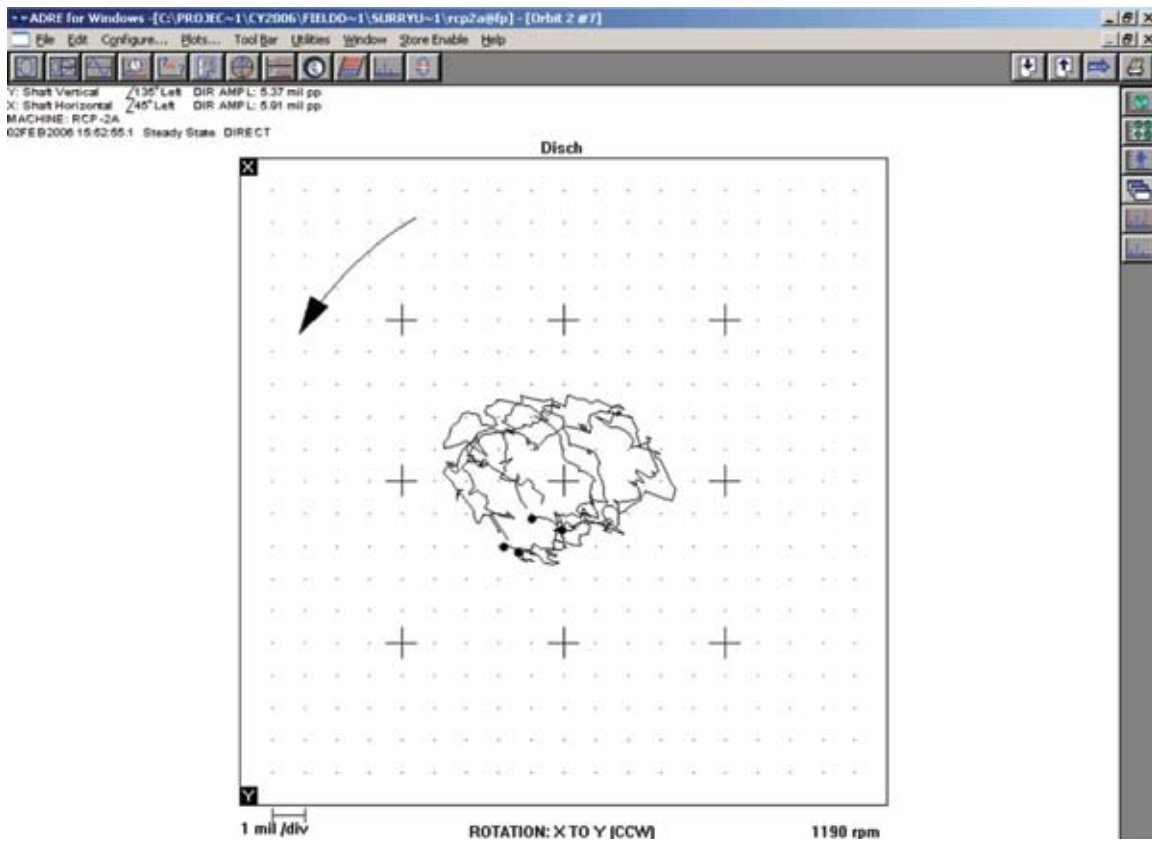 ADRE for Windows -[C:\PROJEC~1\CY2006\FIELDO~1\SURRYU~1\rcp2a@fp] - [Orbit 2 #7]
File Edit Configure... Plots... Tool Bar Utilities Window Store Enable Help
Y: Shaft Vertical ∠135° Left DIR AMPL: 5.37 mil pp
X: Shaft Horizontal ∠45° Left DIR AMPL: 5.91 mil pp
MACHINE: RCP-2A
02FEB2006 15:52:55.1 Steady State DIRECT
Disch
X
Y
1 mil /div
ROTATION: X TO Y [CCW]
1190 rpm